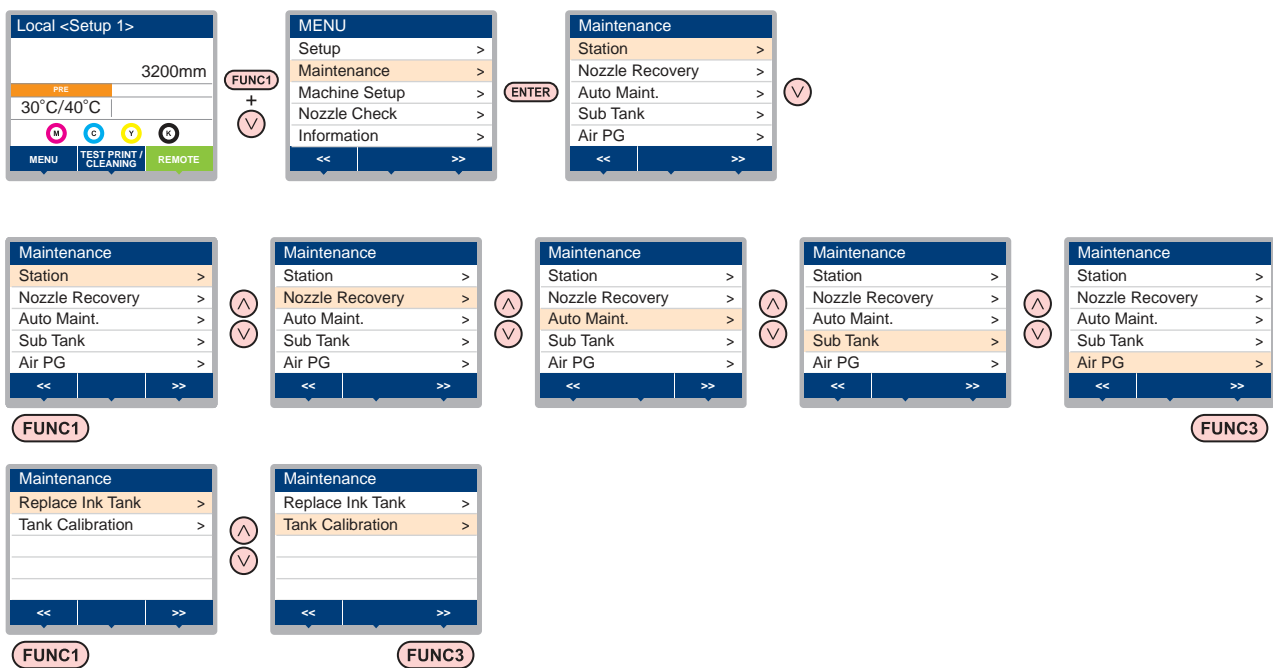 Local <Setup 1>
3200mm
PRE
30°C/40°C
M C Y K
MENU TEST PRINT / CLEANING REMOTE
FUNC1
+
MENU
Setup >
Maintenance >
Machine Setup >
Nozzle Check >
Information >
<< >>
ENTER
Maintenance
Station >
Nozzle Recovery >
Auto Maint. >
Sub Tank >
Air PG >
<< >>
Maintenance
Station >
Nozzle Recovery >
Auto Maint. >
Sub Tank >
Air PG >
<< >>
FUNC1
Maintenance
Station >
Nozzle Recovery >
Auto Maint. >
Sub Tank >
Air PG >
<< >>
Maintenance
Station >
Nozzle Recovery >
Auto Maint. >
Sub Tank >
Air PG >
<< >>
Maintenance
Station >
Nozzle Recovery >
Auto Maint. >
Sub Tank >
Air PG >
<< >>
Maintenance
Station >
Nozzle Recovery >
Auto Maint. >
Sub Tank >
Air PG >
<< >>
FUNC3
Maintenance
Replace Ink Tank >
Tank Calibration >
<< >>
FUNC1
Maintenance
Replace Ink Tank >
Tank Calibration >
<< >>
FUNC3